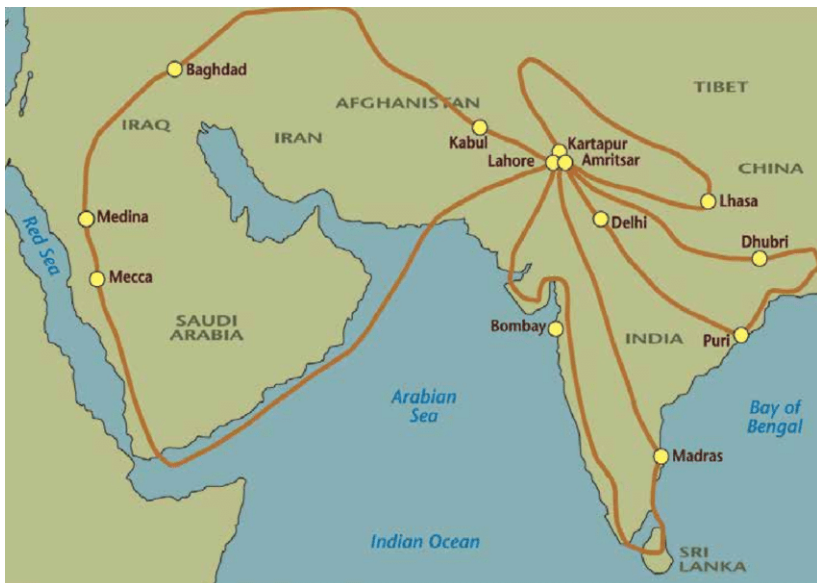 Baghdad
TIBET
AFGHANISTAN
IRAQ
IRAN
Kabul
Kartapur
Lahore
Amritsar
CHINA
Lhasa
Red Sea
Medina
Delhi
Dhubri
Mecca
SAUDI
ARABIA
Bombay
INDIA
Puri
Arabian
Sea
Bay of
Bengal
Madras
Indian Ocean
SRI
LANKA